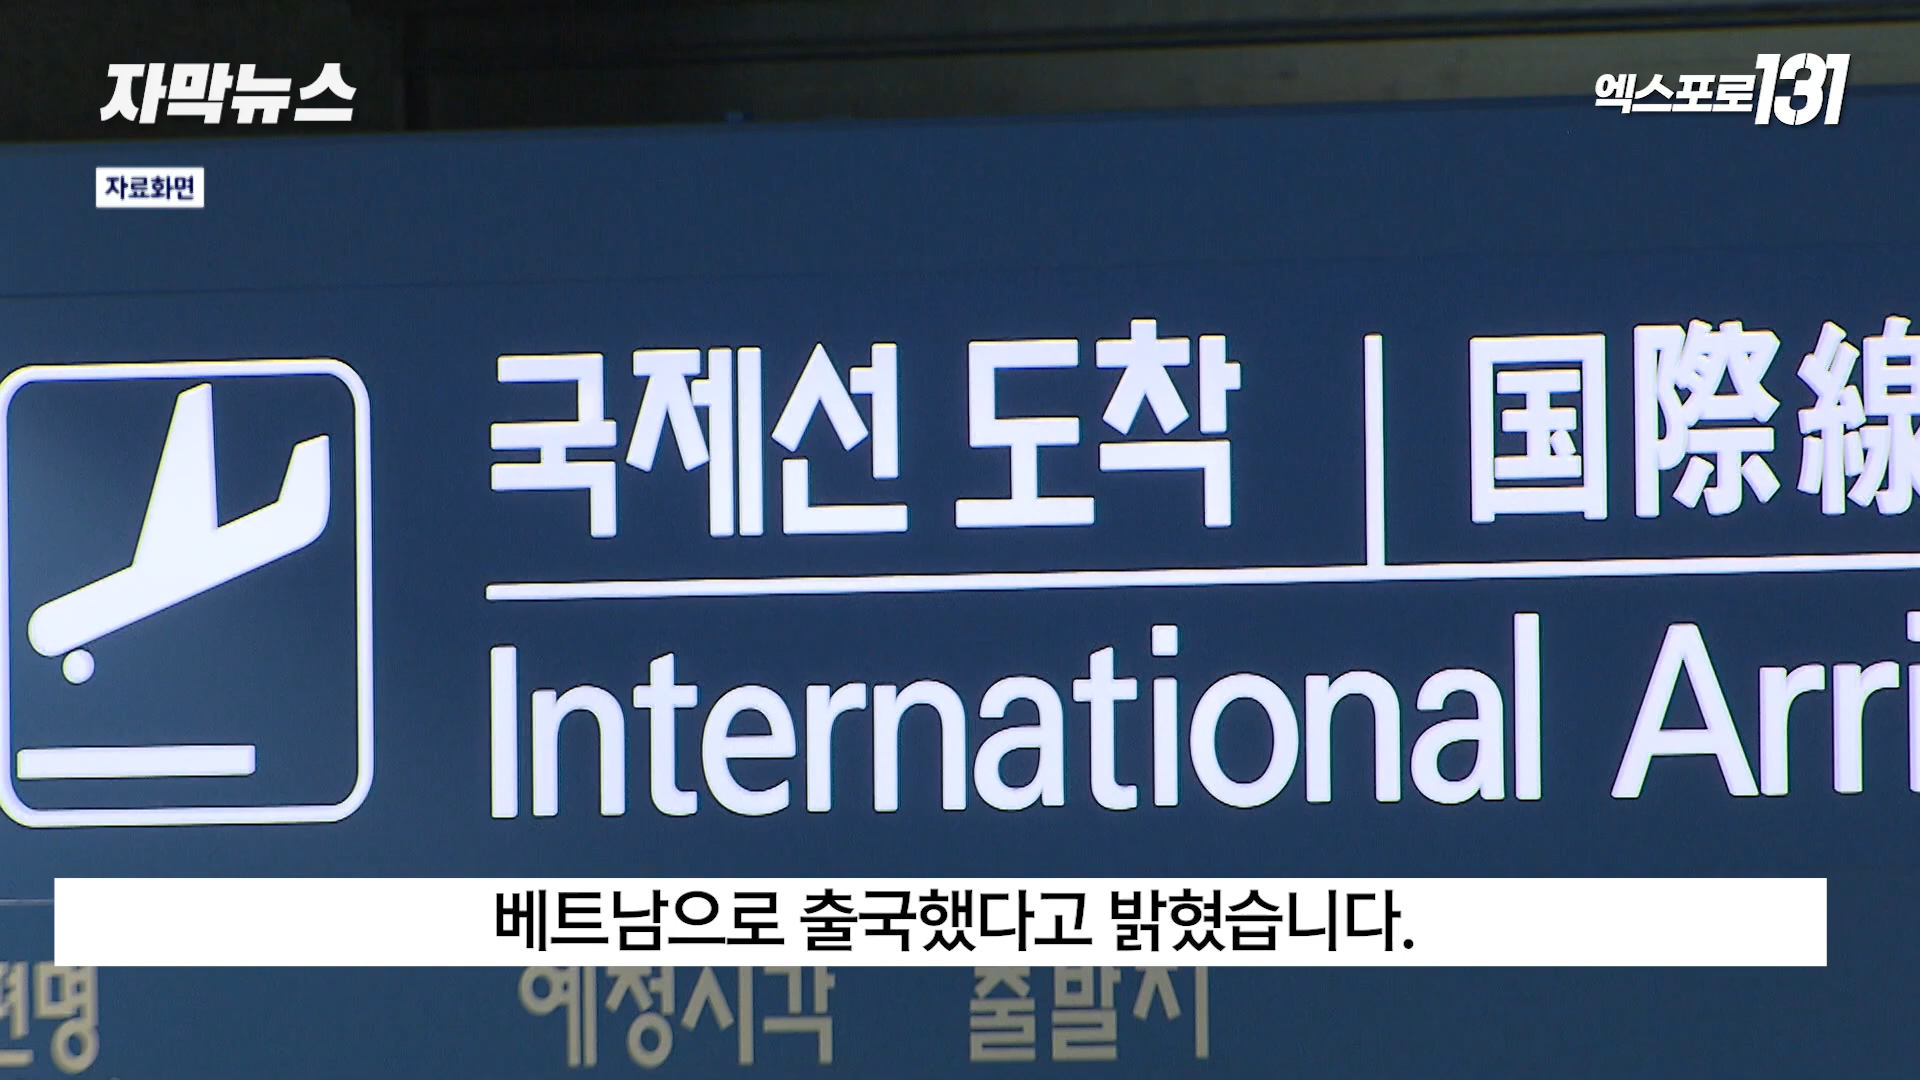 자막뉴스
엑스포로131
자료화면
국제선 도착 | 国際線
International Arri
베트남으로 출국했다고 밝혔습니다.
편명 예정시각 출발지